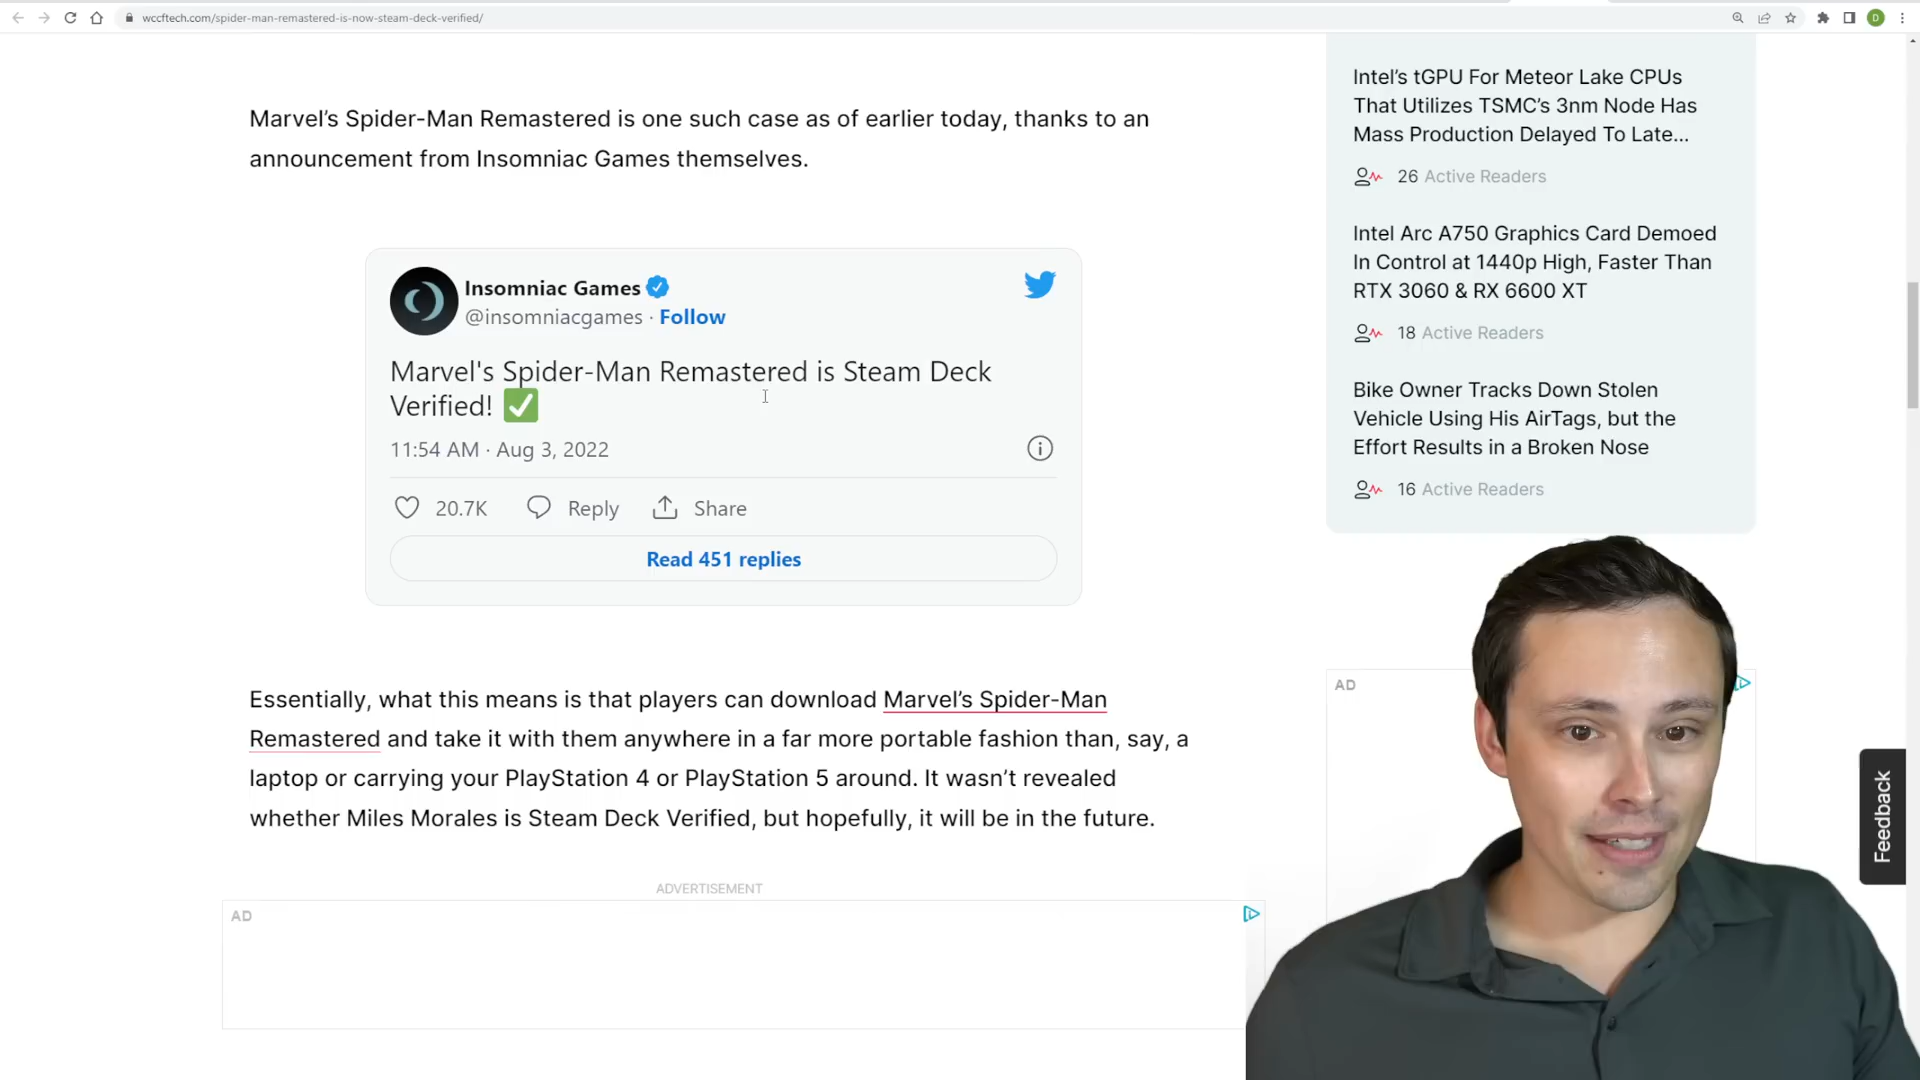 wccftech.com/spider-man-remastered-is-now-steam-deck-verified/
D
Marvel’s Spider-Man Remastered is one such case as of earlier today, thanks to an
announcement from Insomniac Games themselves.
Insomniac Games
@insomniacgames · Follow
Marvel's Spider-Man Remastered is Steam Deck
Verified! ✅
11:54 AM · Aug 3, 2022
20.7K Reply Share
Read 451 replies
Essentially, what this means is that players can download Marvel’s Spider-Man
Remastered and take it with them anywhere in a far more portable fashion than, say, a
laptop or carrying your PlayStation 4 or PlayStation 5 around. It wasn’t revealed
whether Miles Morales is Steam Deck Verified, but hopefully, it will be in the future.
ADVERTISEMENT
AD
Intel’s tGPU For Meteor Lake CPUs
That Utilizes TSMC’s 3nm Node Has
Mass Production Delayed To Late...
26 Active Readers
Intel Arc A750 Graphics Card Demoed
In Control at 1440p High, Faster Than
RTX 3060 & RX 6600 XT
18 Active Readers
Bike Owner Tracks Down Stolen
Vehicle Using His AirTags, but the
Effort Results in a Broken Nose
16 Active Readers
AD
Feedback